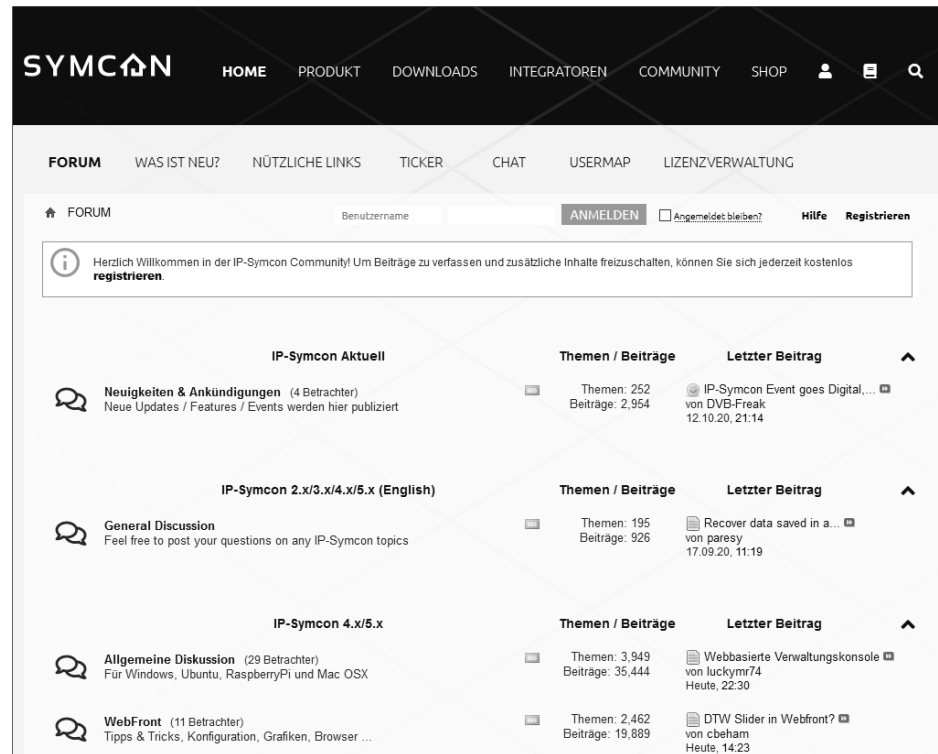 SYMCON HOME PRODUKT DOWNLOADS INTEGRATOREN COMMUNITY SHOP
FORUM WAS IST NEU? NÜTZLICHE LINKS TICKER CHAT USERMAP LIZENZVERWALTUNG
FORUM Benutzername ANMELDEN Angemeldet bleiben? Hilfe Registrieren
Herzlich Willkommen in der IP-Symcon Community! Um Beiträge zu verfassen und zusätzliche Inhalte freizuschalten, können Sie sich jederzeit kostenlos
registrieren.
IP-Symcon Aktuell Themen / Beiträge Letzter Beitrag
Neuigkeiten & Ankündigungen (4 Betrachter) Themen: 252 IP-Symcon Event goes Digital,...
Neue Updates / Features / Events werden hier publiziert Beiträge: 2,954 von DVB-Freak
12.10.20, 21:14
IP-Symcon 2.x/3.x/4.x/5.x (English) Themen / Beiträge Letzter Beitrag
General Discussion Themen: 195 Recover data saved in a...
Feel free to post your questions on any IP-Symcon topics Beiträge: 926 von paresy
17.09.20, 11:19
IP-Symcon 4.x/5.x Themen / Beiträge Letzter Beitrag
Allgemeine Diskussion (29 Betrachter) Themen: 3,949 Webbasierte Verwaltungskonsole
Für Windows, Ubuntu, RaspberryPi und Mac OSX Beiträge: 35,444 von luckymr74
Heute, 22:30
WebFront (11 Betrachter) Themen: 2,462 DTW Slider in Webfront?
Tipps & Tricks, Konfiguration, Grafiken, Browser ... Beiträge: 19,889 von cbeham
Heute, 14:23